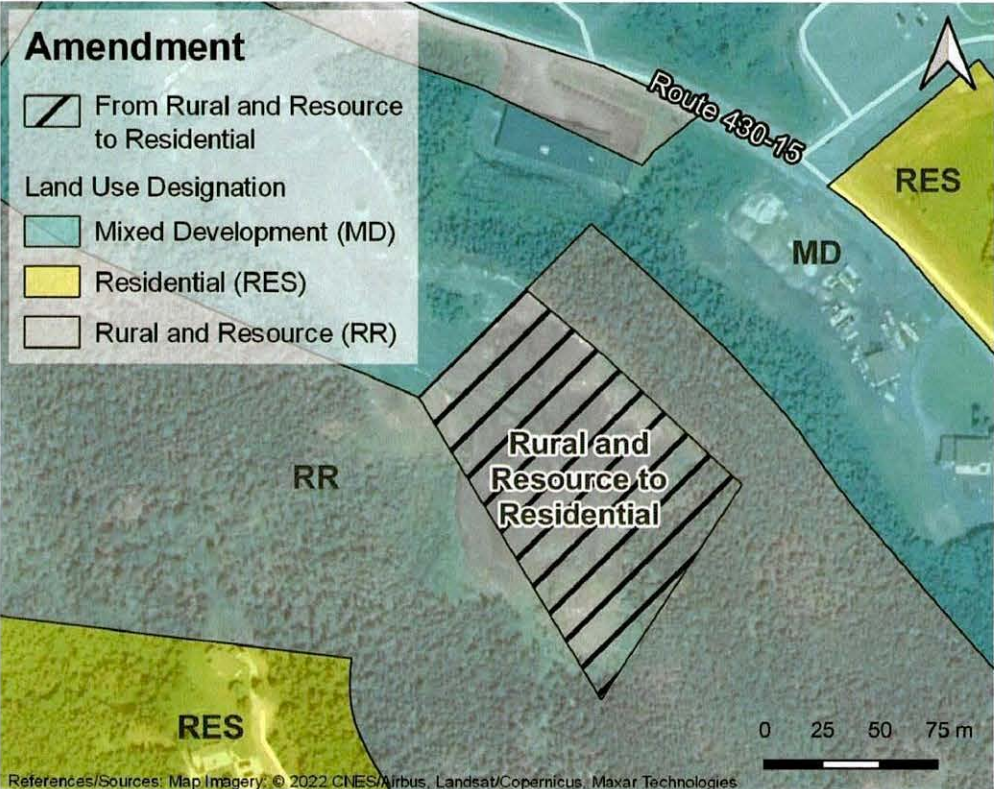 Amendment
From Rural and Resource
to Residential
Land Use Designation
Mixed Development (MD)
Residential (RES)
Rural and Resource (RR)
Route 430-15
RES
MD
RR
Rural and
Resource to
Residential
RES
0 25 50 75 m
References/Sources: Map Imagery: © 2022 CNES/Airbus, Landsat/Copernicus, Maxar Technologies